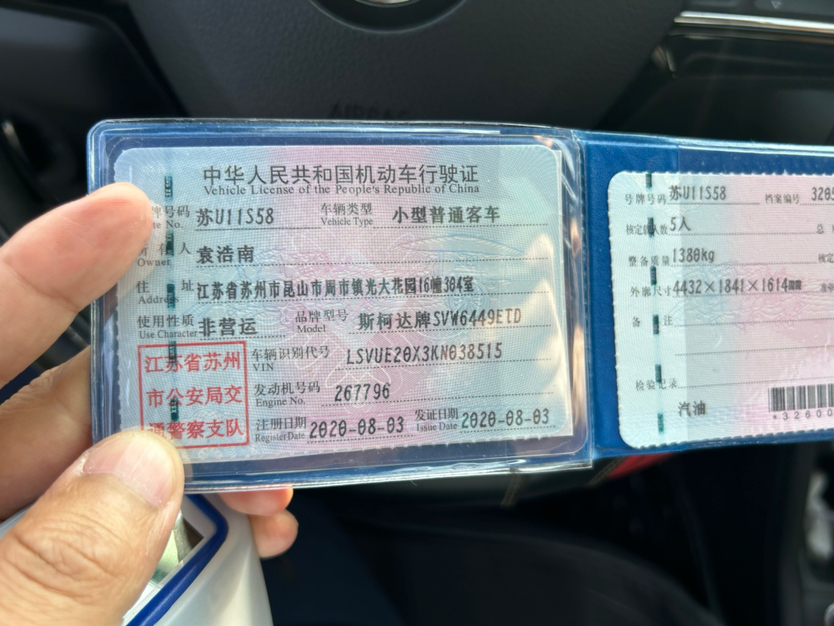 中华人民共和国机动车行驶证
Vehicle License of the People's Republic of China
号牌号码 苏U11S58 车辆类型 小型普通客车
Plate No. Vehicle Type
所有人 袁浩南
Owner
住址 江苏省苏州市昆山市周市镇光大花园16幢304室
Address
使用性质 非营运 品牌型号 斯柯达牌SVW6449ETD
Use Character Model
江苏省苏州
市公安局交
通警察支队
车辆识别代号 LSVUE20X3KN038515
VIN
发动机号码 267796
Engine No.
注册日期 2020-08-03 发证日期 2020-08-03
Register Date Issue Date
号牌号码 苏U11S58 档案编号 320
核定载人数 5人 总
整备质量 1380kg 核定
外廓尺寸 4432×1841×1614mm
备注
检验记录
汽油